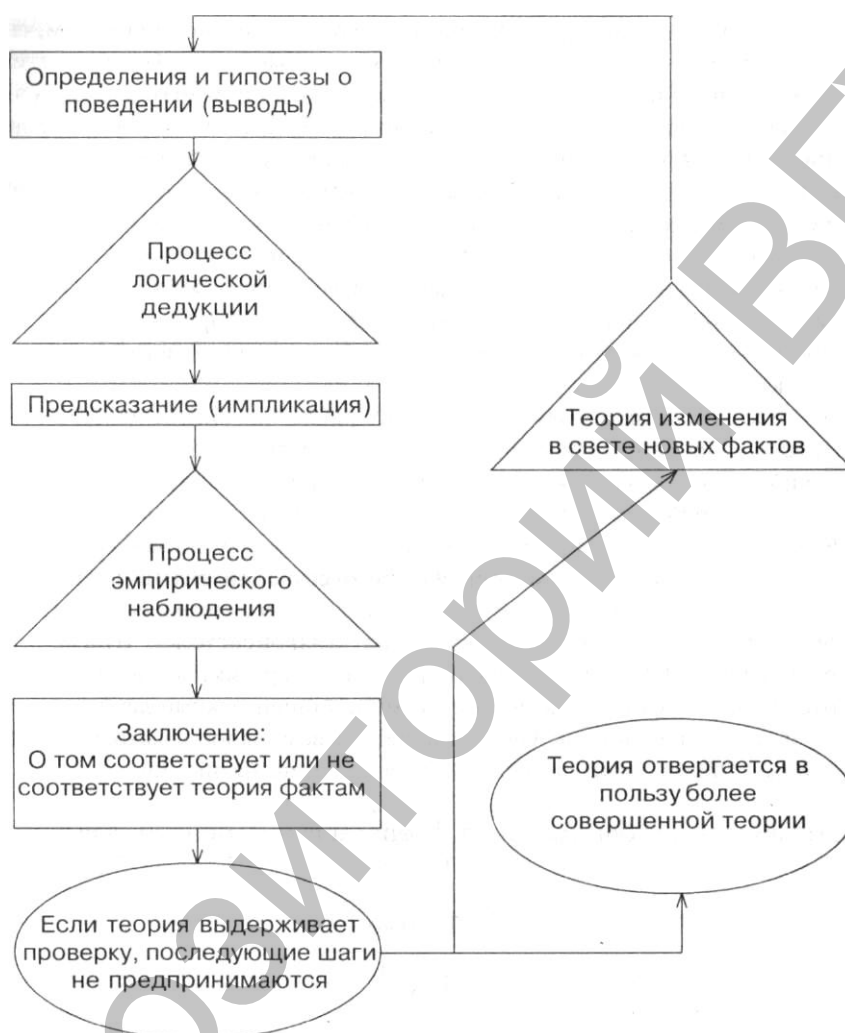 Определения и гипотезы о
поведении (выводы)
Процесс
логической
дедукции
Предсказание (импликация)
Процесс
эмпирического
наблюдения
Заключение:
О том соответствует или не
соответствует теория фактам
Если теория выдерживает
проверку, последующие шаги
не предпринимаются
Теория изменения
в свете новых фактов
Теория отвергается в
пользу более
совершенной теории